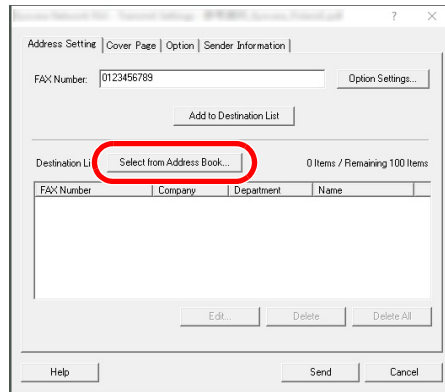 ? ×
Address Setting Cover Page Option Sender Information
FAX Number: 0123456789 Option Settings...
Add to Destination List
Destination Li Select from Address Book... 0 Items / Remaining 100 Items
FAX Number Company Department Name
Edit... Delete Delete All
Help Send Cancel